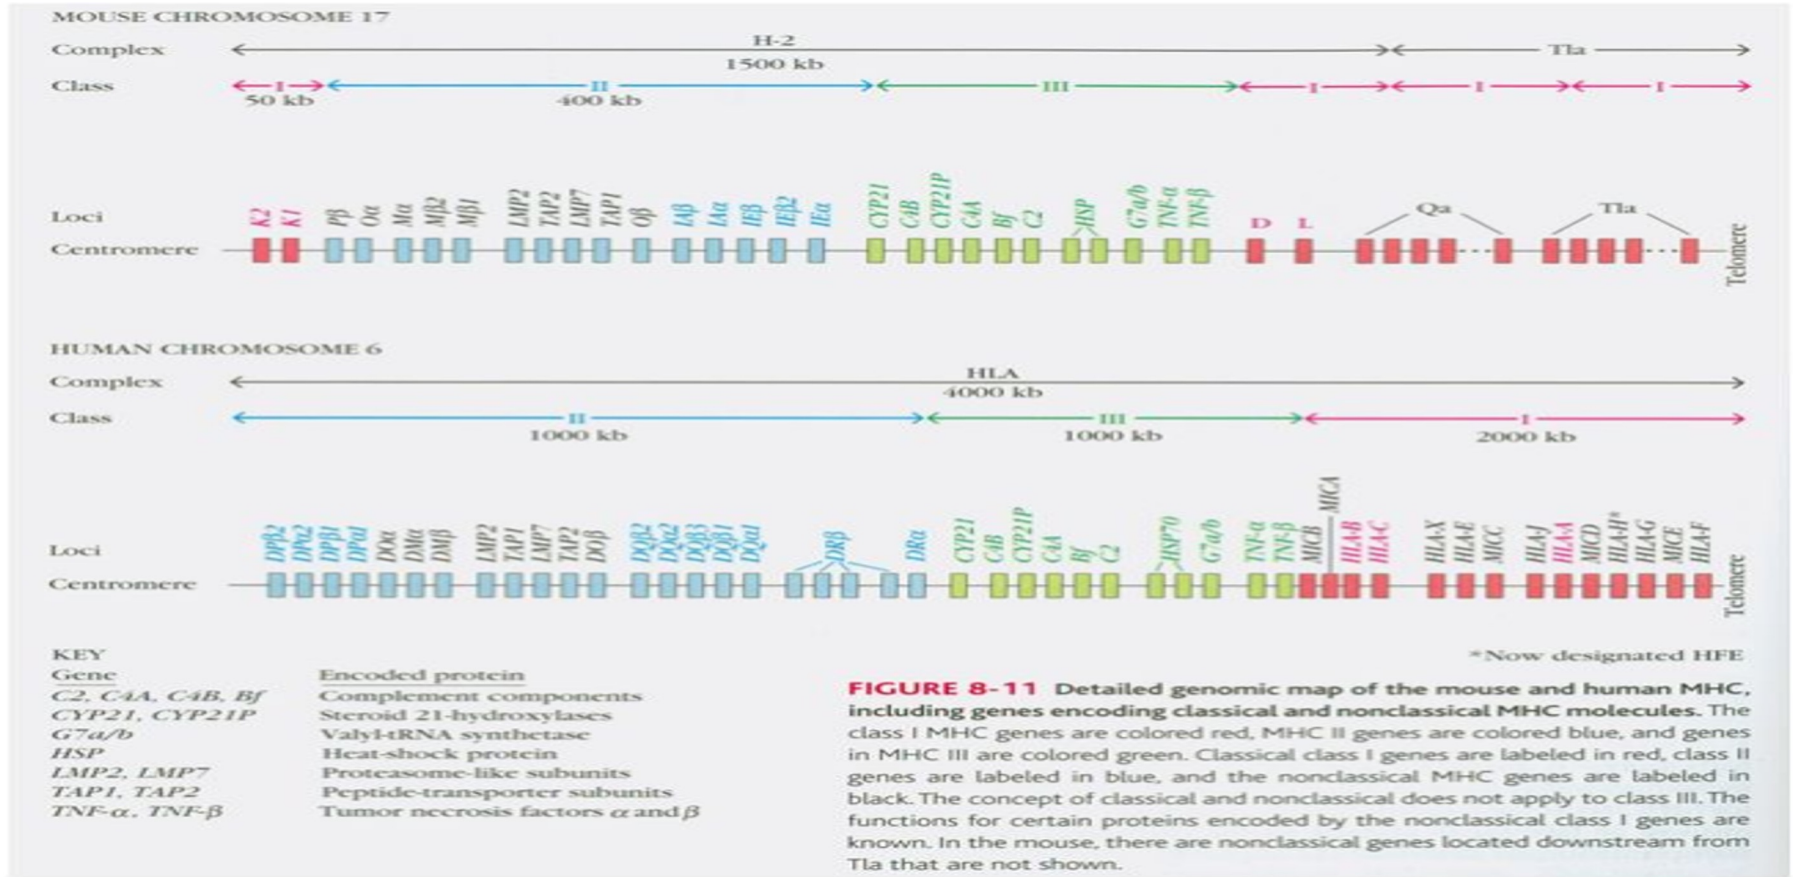 MOUSE CHROMOSOME 17
Complex H-2 Tla
1500 kb
Class I II III I I I
50 kb 400 kb
Loci K2 K1 Pβ Oα Mα Mβ2 Mβ1 LMP2 TAP2 LMP7 TAP1 Oβ IAβ IAα IEβ IEβ2 IEα CYP21 C4B CYP21P C4A Bf C2 HSP G7a/b TNF-α TNF-β D L Qa Tla
Centromere Telomere
HUMAN CHROMOSOME 6
Complex HLA
4000 kb
Class II III I
1000 kb 1000 kb 2000 kb
Loci DPβ2 DPα2 DPβ1 DPα1 DOα DMα DMβ LMP2 TAP1 LMP7 TAP2 DOβ DQβ2 DQα2 DQβ3 DQβ1 DQα1 DRβ DRα CYP21 C4B CYP21P C4A Bf C2 HSP70 G7a/b TNF-α TNF-β MICB MICA HLA-B HLA-C HLA-X HLA-E MICC HLA-J HLA-A MICD HLA-H* HLA-G MICE HLA-F
Centromere Telomere
*Now designated HFE
KEY
Gene Encoded protein
C2, C4A, C4B, Bf Complement components
CYP21, CYP21P Steroid 21-hydroxylases
G7a/b Valyl-tRNA synthetase
HSP Heat-shock protein
LMP2, LMP7 Proteasome-like subunits
TAP1, TAP2 Peptide-transporter subunits
TNF-α, TNF-β Tumor necrosis factors α and β
FIGURE 8-11 Detailed genomic map of the mouse and human MHC,
including genes encoding classical and nonclassical MHC molecules. The
class I MHC genes are colored red, MHC II genes are colored blue, and genes
in MHC III are colored green. Classical class I genes are labeled in red, class II
genes are labeled in blue, and the nonclassical MHC genes are labeled in
black. The concept of classical and nonclassical does not apply to class III. The
functions for certain proteins encoded by the nonclassical class I genes are
known. In the mouse, there are nonclassical genes located downstream from
Tla that are not shown.